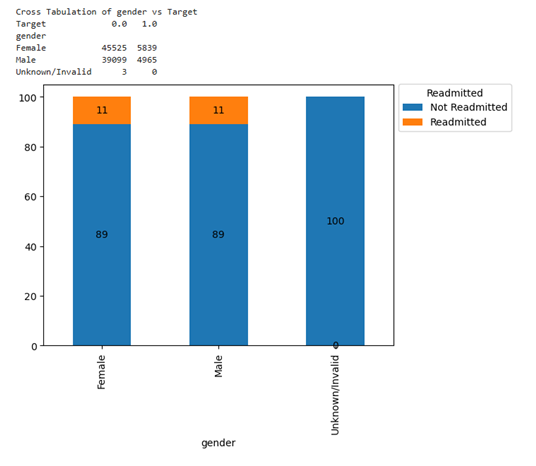 Cross Tabulation of gender vs Target
Target 0.0 1.0
gender
Female 45525 5839
Male 39099 4965
Unknown/Invalid 3 0
Readmitted
Not Readmitted
Readmitted
100
80
60
40
20
0
11
11
89
89
100
0
Female
Male
Unknown/Invalid
gender